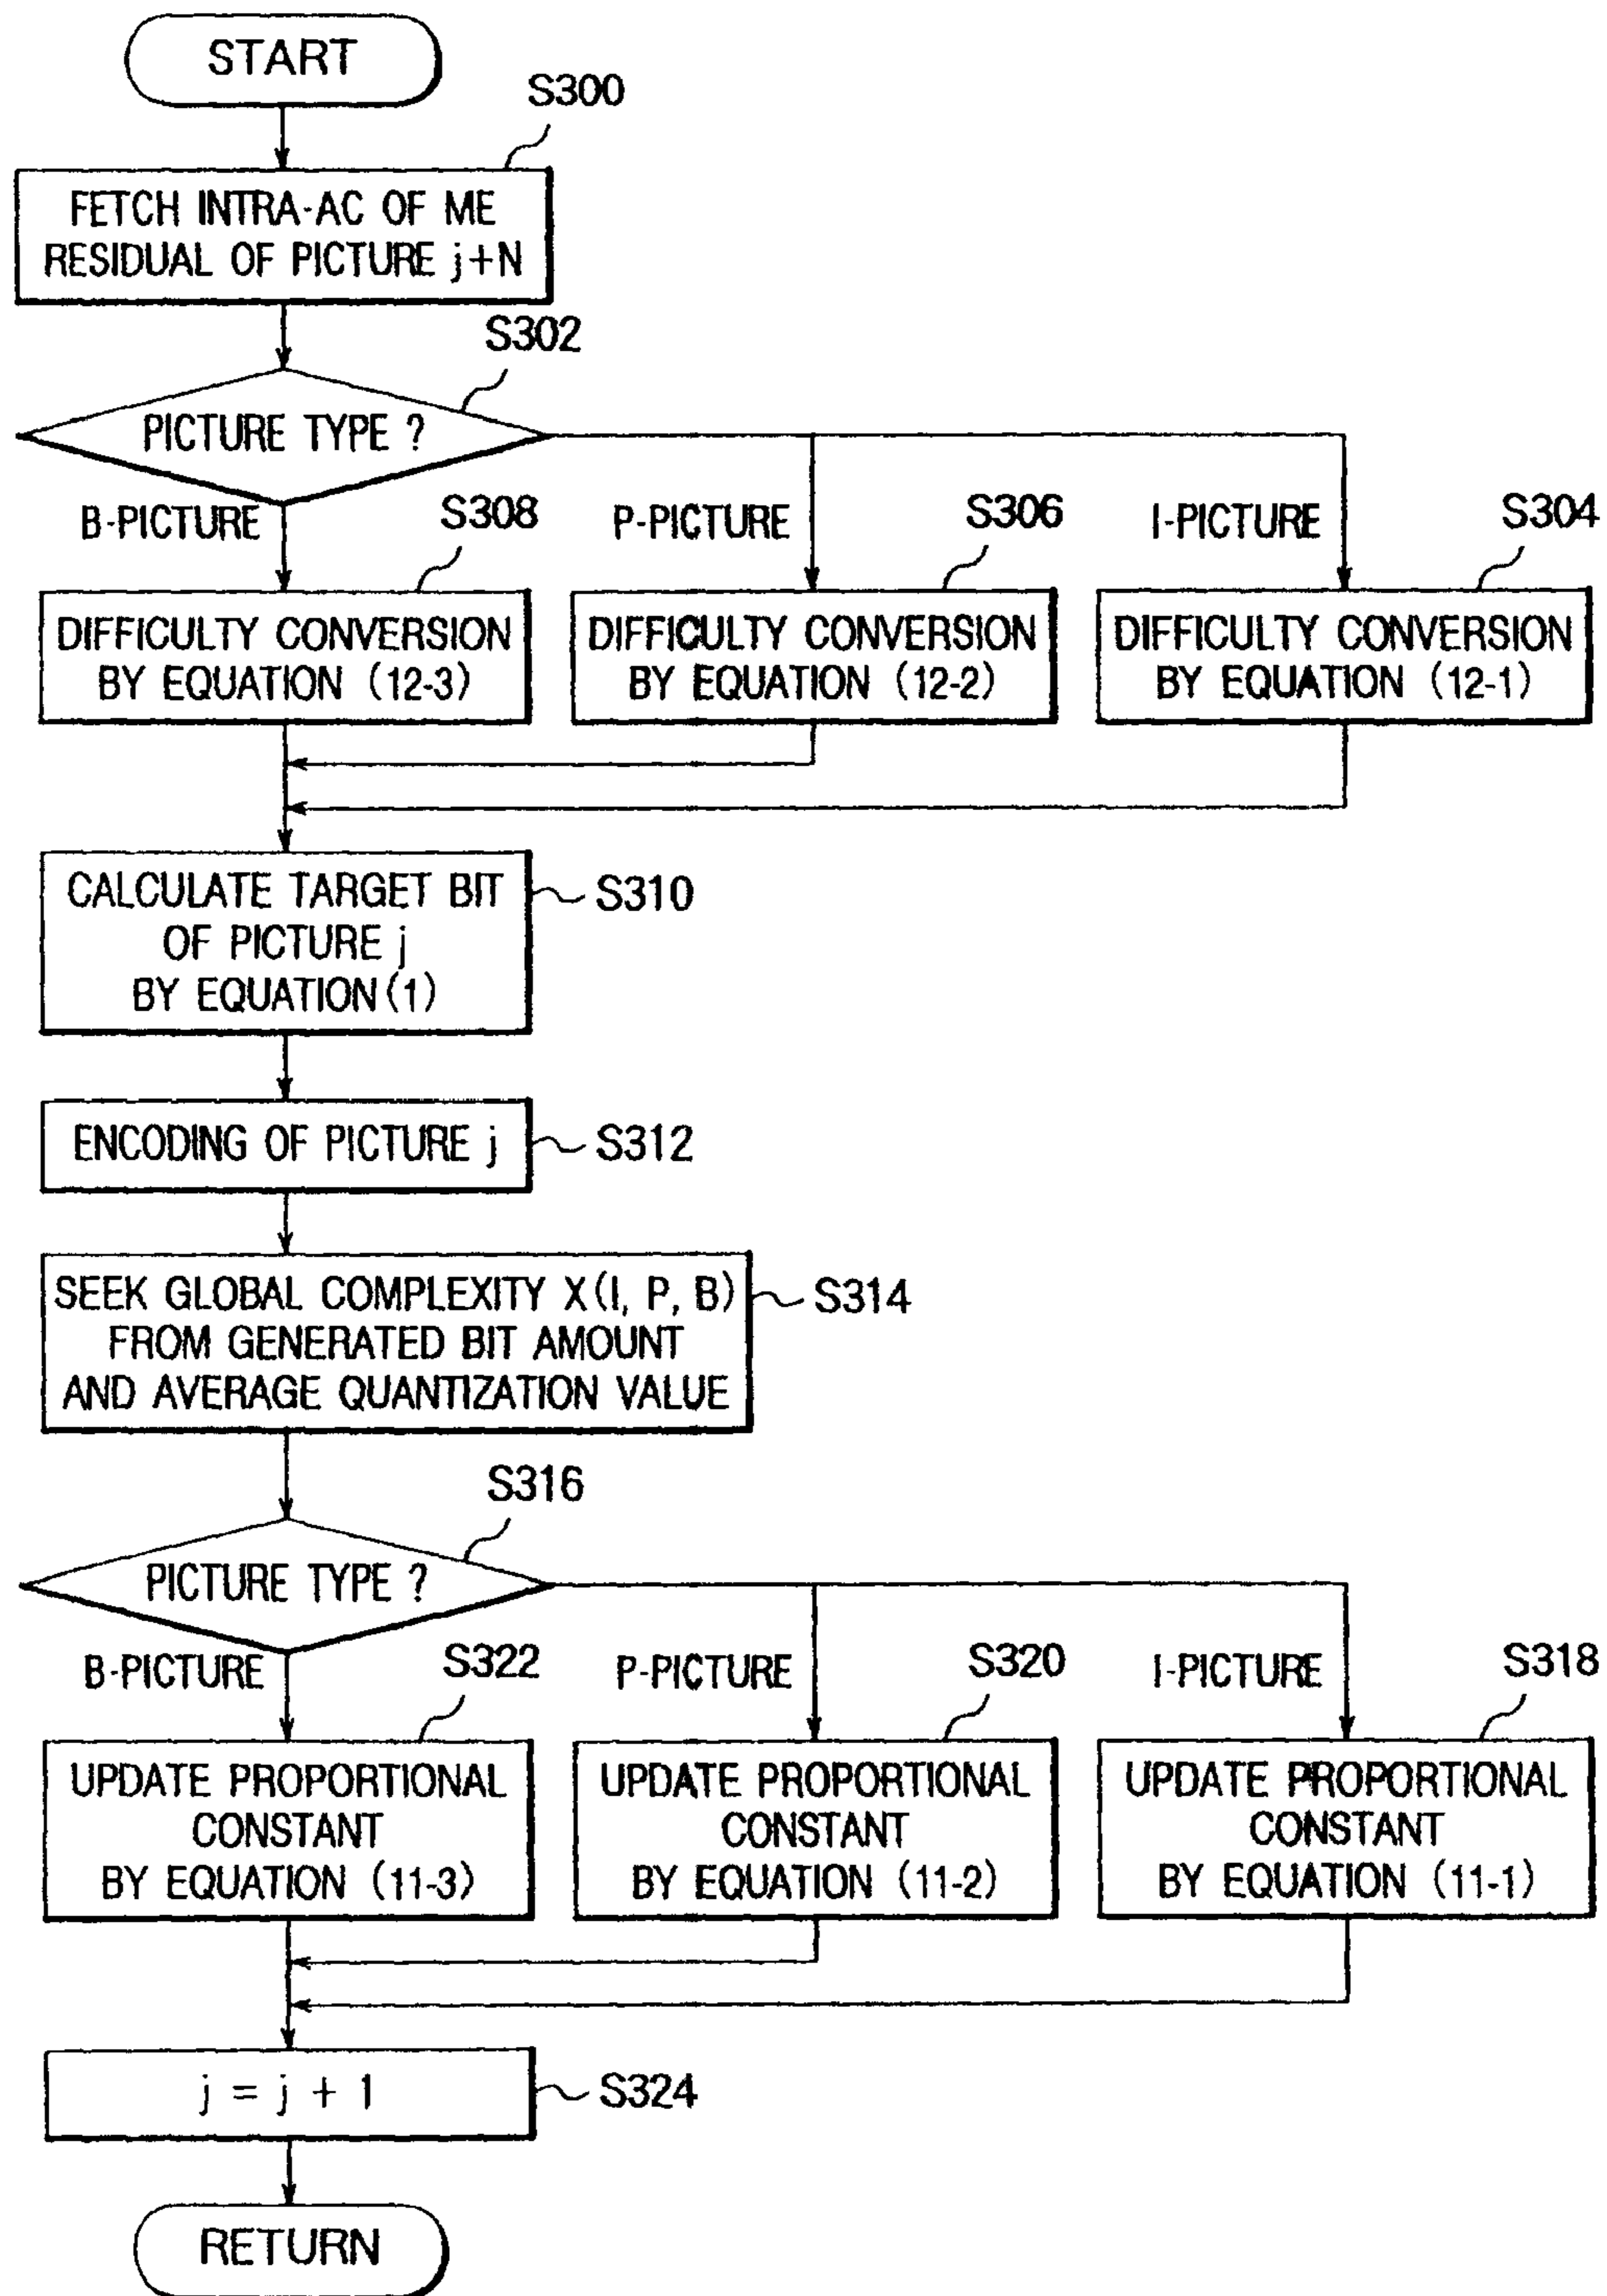 START
S300
FETCH INTRA-AC OF ME
RESIDUAL OF PICTURE j+N
S302
PICTURE TYPE ?
B-PICTURE
S308
P-PICTURE
S306
I-PICTURE
S304
DIFFICULTY CONVERSION
BY EQUATION (12-3)
DIFFICULTY CONVERSION
BY EQUATION (12-2)
DIFFICULTY CONVERSION
BY EQUATION (12-1)
CALCULATE TARGET BIT
OF PICTURE j
BY EQUATION(1)
S310
ENCODING OF PICTURE j
S312
SEEK GLOBAL COMPLEXITY X(I, P, B)
FROM GENERATED BIT AMOUNT
AND AVERAGE QUANTIZATION VALUE
S314
S316
PICTURE TYPE ?
B-PICTURE
S322
P-PICTURE
S320
I-PICTURE
S318
UPDATE PROPORTIONAL
CONSTANT
BY EQUATION (11-3)
UPDATE PROPORTIONAL
CONSTANT
BY EQUATION (11-2)
UPDATE PROPORTIONAL
CONSTANT
BY EQUATION (11-1)
j = j + 1
S324
RETURN